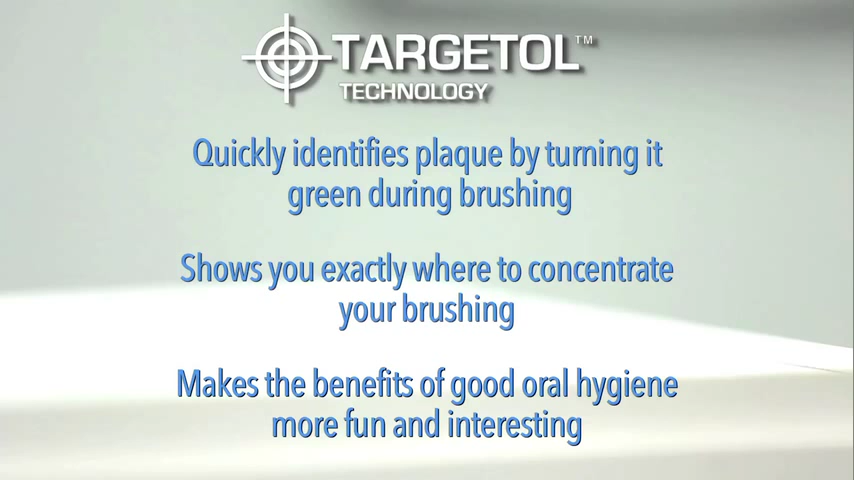 TARGETOL™
TECHNOLOGY
Quickly identifies plaque by turning it
green during brushing
Shows you exactly where to concentrate
your brushing
Makes the benefits of good oral hygiene
more fun and interesting